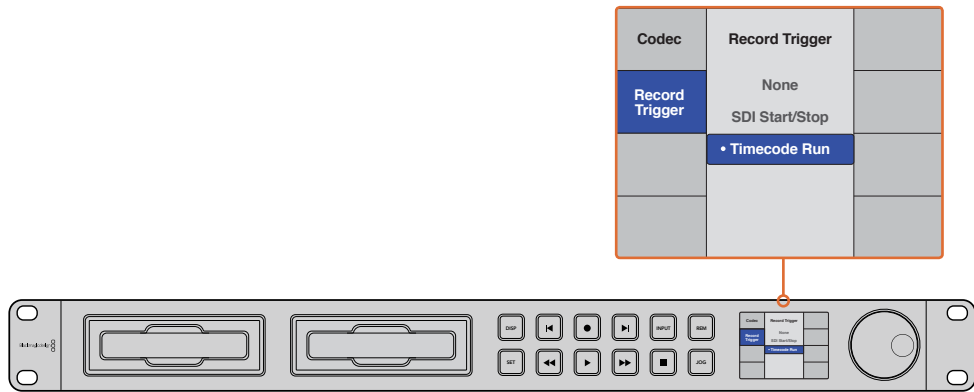 Codec
Record Trigger
None
Record
Trigger
SDI Start/Stop
• Timecode Run
DISP
INPUT
REM
SET
JOG
Codec
Record Trigger
None
Record
Trigger
SDI Start/Stop
• Timecode Run